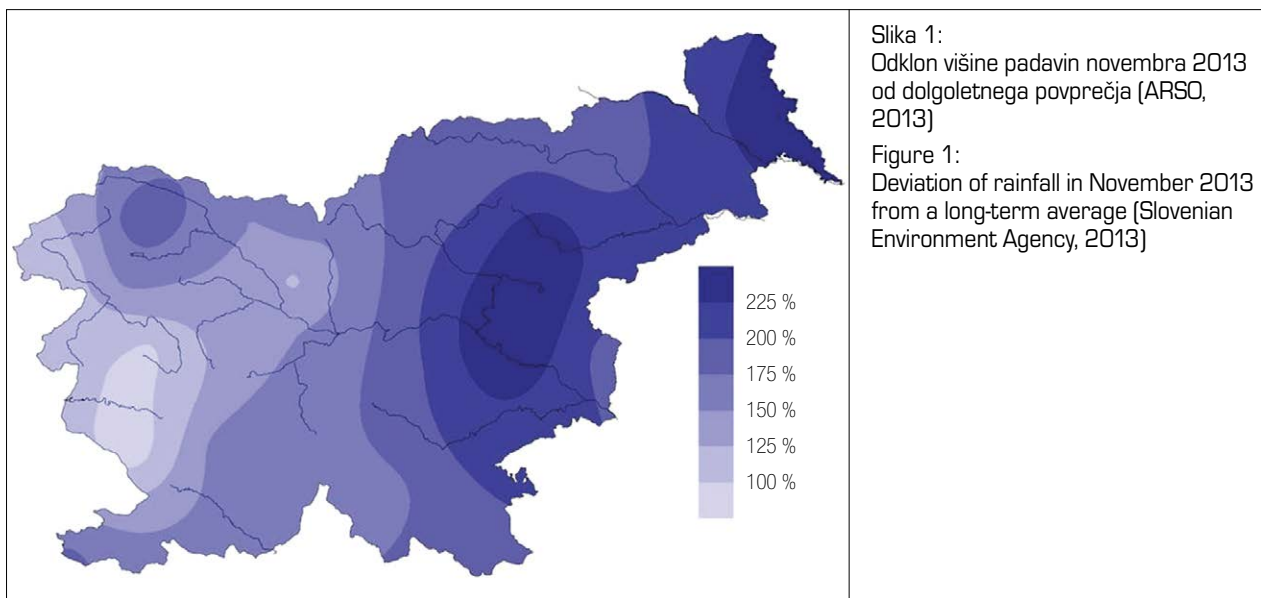 Slika 1:
Odklon višine padavin novembra 2013
od dolgoletnega povprečja (ARSO,
2013)
Figure 1:
Deviation of rainfall in November 2013
from a long-term average (Slovenian
Environment Agency, 2013)
225 %
200 %
175 %
150 %
125 %
100 %